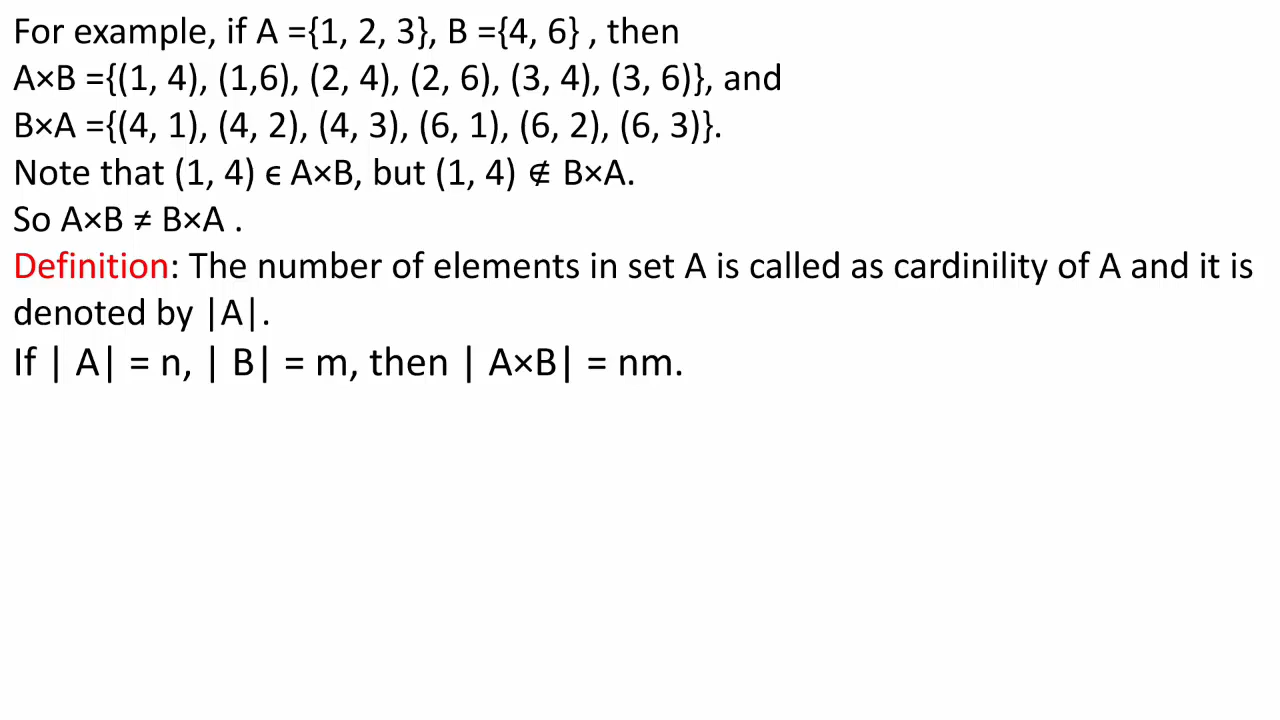 For example, if A ={1, 2, 3}, B ={4, 6} , then
A×B ={(1, 4), (1,6), (2, 4), (2, 6), (3, 4), (3, 6)}, and
B×A ={(4, 1), (4, 2), (4, 3), (6, 1), (6, 2), (6, 3)}.
Note that (1, 4) ϵ A×B, but (1, 4) ∉ B×A.
So A×B ≠ B×A .
Definition: The number of elements in set A is called as cardinility of A and it is
denoted by |A|.
If | A| = n, | B| = m, then | A×B| = nm.